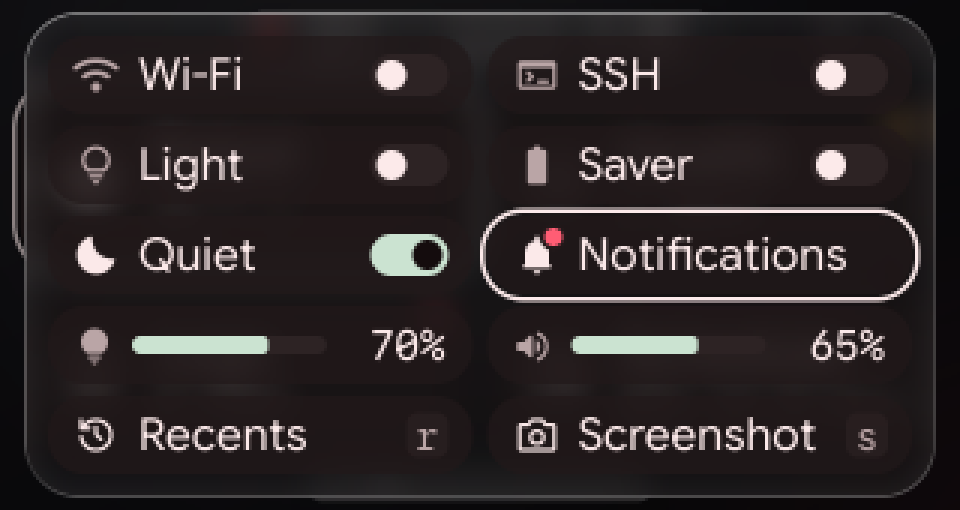 Wi-Fi
SSH
Light
Saver
Quiet
Notifications
70%
65%
Recents r
Screenshot s